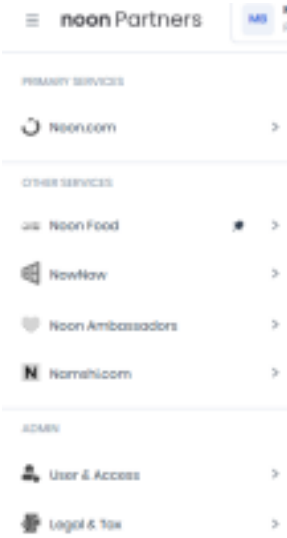 noon Partners
MB
PRIMARY SERVICES
Noon.com
OTHER SERVICES
Noon Food
NowNow
Noon Ambassadors
Namshi.com
ADMIN
User & Access
Legal & Tax